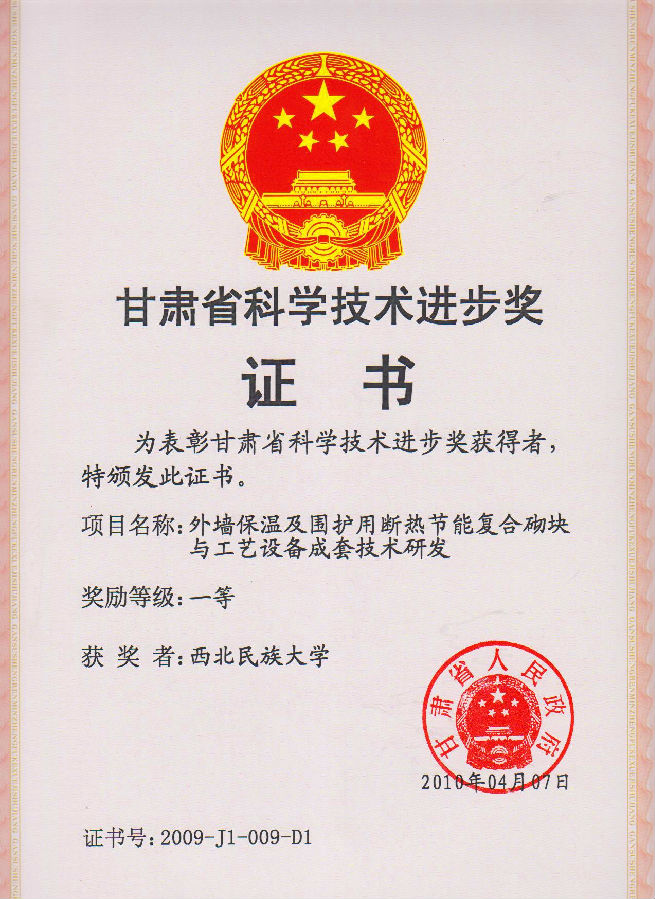 甘肃省科学技术进步奖
证 书
为表彰甘肃省科学技术进步奖获得者，
特颁发此证书。
项目名称：外墙保温及围护用断热节能复合砌块
与工艺设备成套技术研发
奖励等级：一等
获 奖 者：西北民族大学
甘肃省人民政府
2010年04月07日
证书号：2009-J1-009-D1